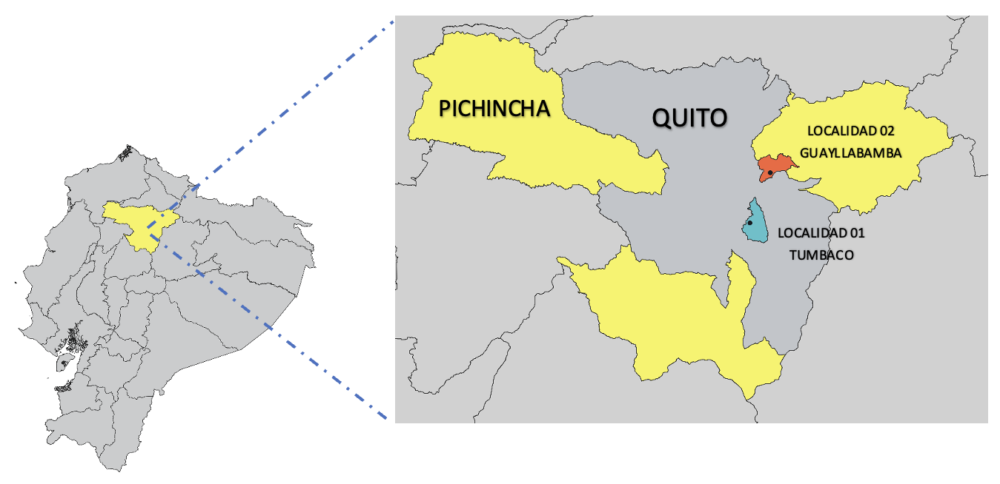 PICHINCHA
QUITO
LOCALIDAD 02
GUAYLLABAMBA
LOCALIDAD 01
TUMBACO